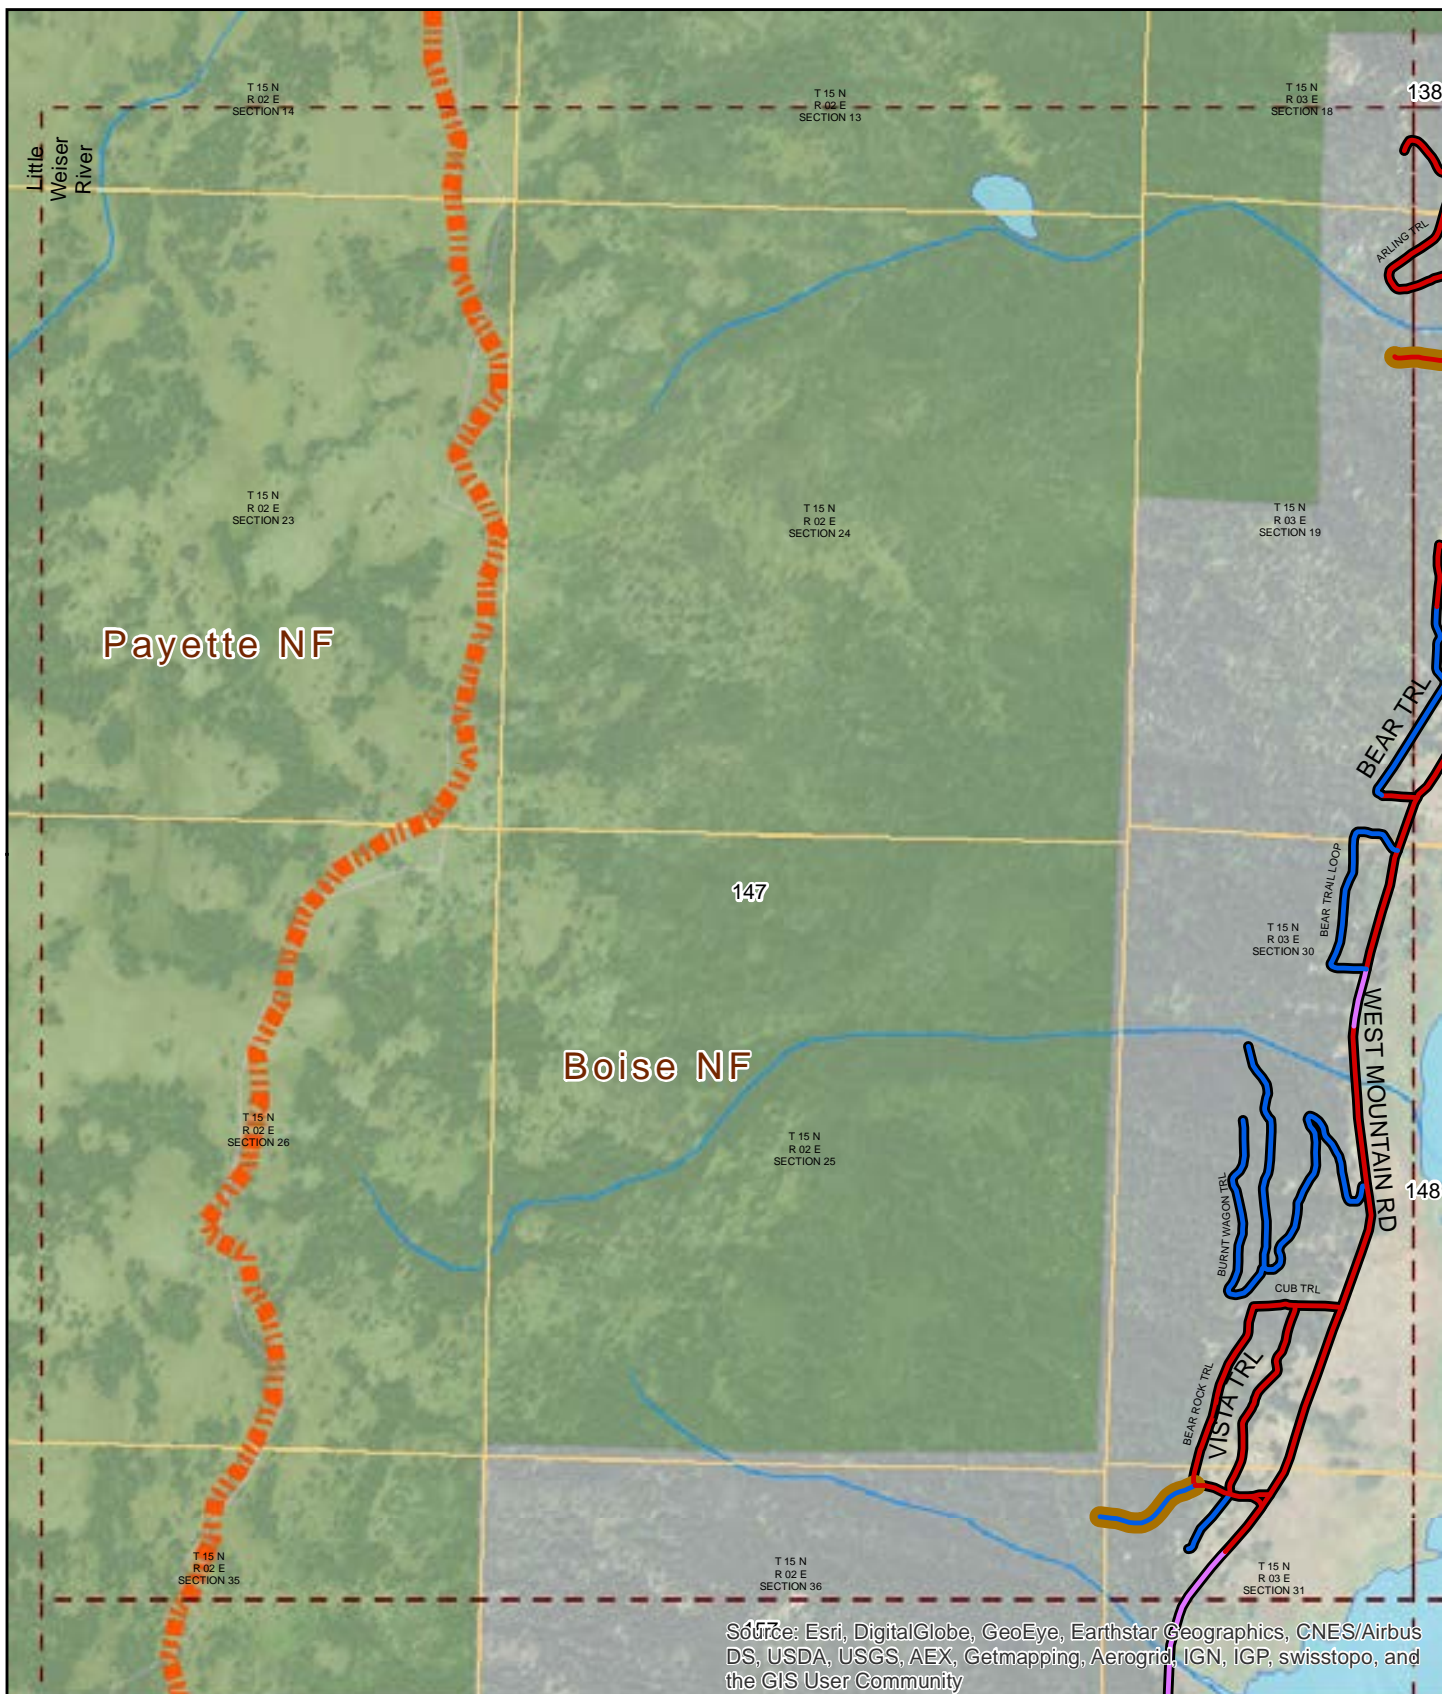 T 15 N
R 02 E
SECTION 14
T 15 N
R 02 E
SECTION 13
T 15 N
R 03 E
SECTION 18
138
Little
Weiser
River
ARLING TRL
T 15 N
R 02 E
SECTION 23
T 15 N
R 02 E
SECTION 24
T 15 N
R 03 E
SECTION 19
Payette NF
BEAR TRL
BEAR TRAIL LOOP
147
T 15 N
R 03 E
SECTION 30
WEST MOUNTAIN RD
Boise NF
T 15 N
R 02 E
SECTION 26
T 15 N
R 02 E
SECTION 25
148
BURNT WAGON TRL
CUB TRL
BEAR ROCK TRL
VISTA TRL
T 15 N
R 02 E
SECTION 35
T 15 N
R 02 E
SECTION 36
T 15 N
R 03 E
SECTION 31
157
Source: Esri, DigitalGlobe, GeoEye, Earthstar Geographics, CNES/Airbus
DS, USDA, USGS, AEX, Getmapping, Aerogrid, IGN, IGP, swisstopo, and
the GIS User Community